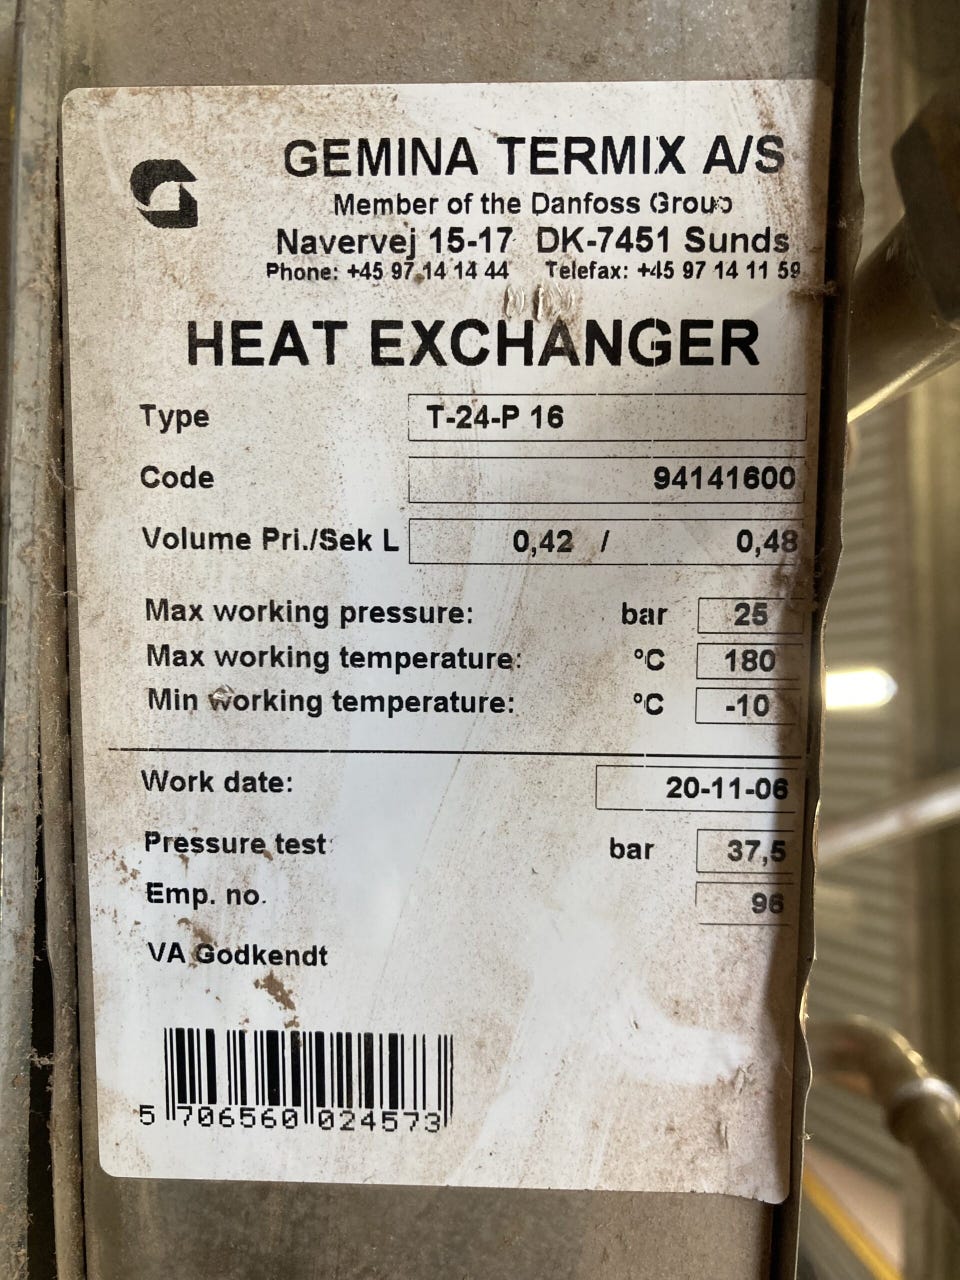 GEMINA TERMIX A/S
Member of the Danfoss Group
Navervej 15-17 DK-7451 Sunds
Phone: +45 97 14 14 44 Telefax: +45 97 14 11 59
HEAT EXCHANGER
Type T-24-P 16
Code 94141600
Volume Pri./Sek L 0,42 / 0,48
Max working pressure: bar 25
Max working temperature: °C 180
Min working temperature: °C -10
Work date: 20-11-06
Pressure test: bar 37,5
Emp. no. 96
VA Godkendt
5 706560 024573